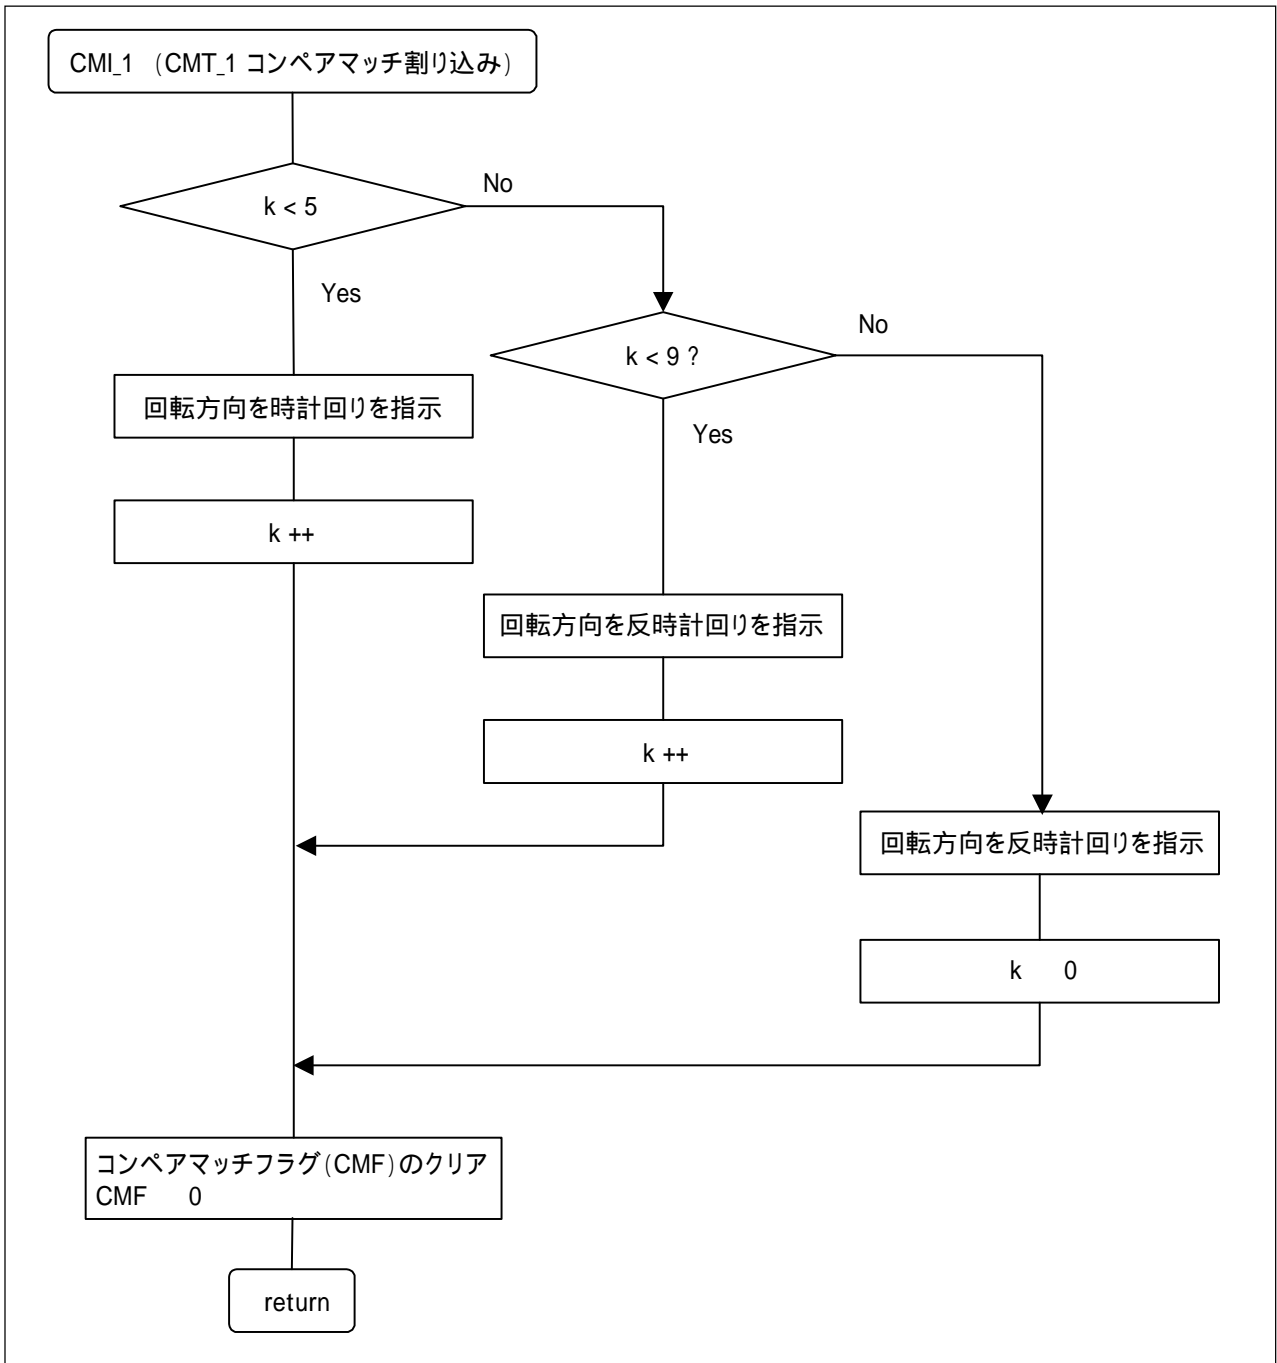 CMI_1 （CMT_1 コンペアマッチ割り込み）
k < 5
No
Yes
k < 9 ?
No
Yes
回転方向を時計回りを指示
k ++
回転方向を反時計回りを指示
k ++
回転方向を反時計回りを指示
k 0
コンペアマッチフラグ(CMF)のクリア
CMF 0
return